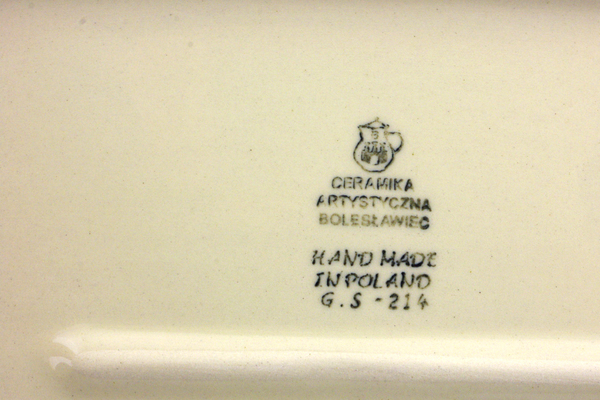 B
CERAMIKA
ARTYSTYCZNA
BOLESŁAWIEC
HAND MADE
IN POLAND
G.S - 214